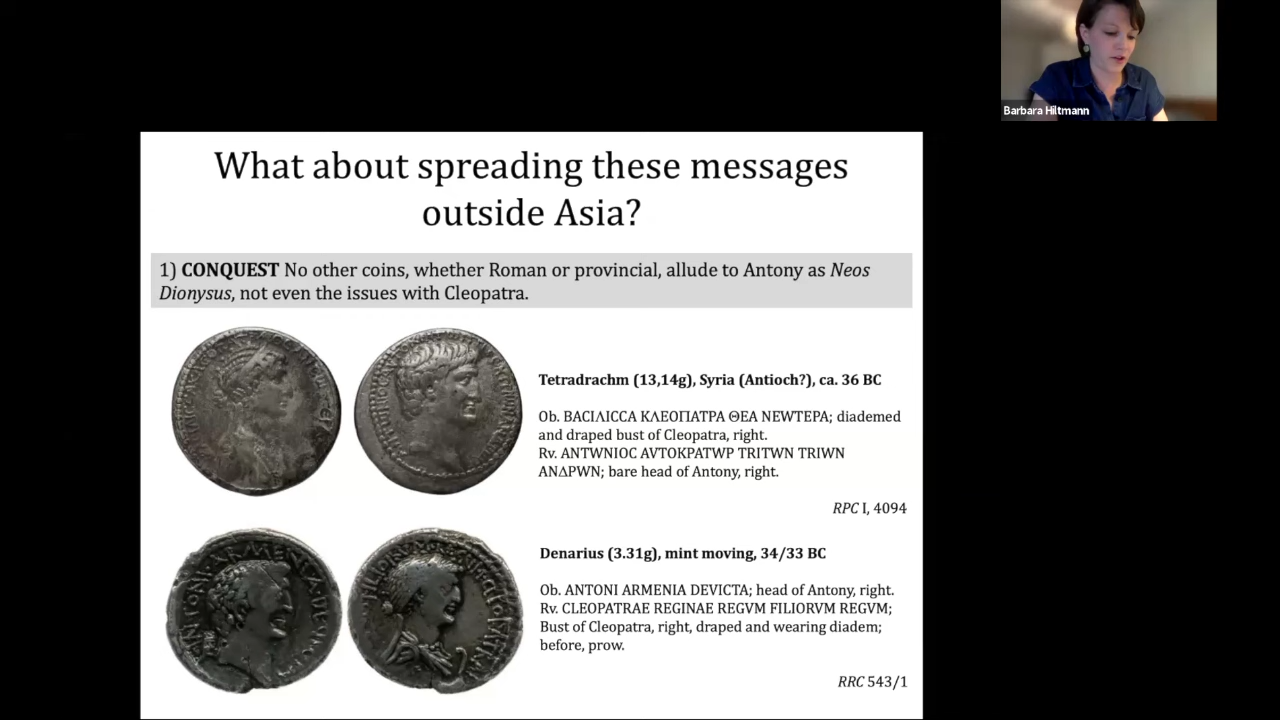 Barbara Hiltmann
What about spreading these messages
outside Asia?
1) CONQUEST No other coins, whether Roman or provincial, allude to Antony as Neos
Dionysus, not even the issues with Cleopatra.
Tetradrachm (13,14g), Syria (Antioch?), ca. 36 BC
Ob. ΒΑCΙΛΙCCΑ ΚΛΕΟΠΑΤΡΑ ΘΕΑ ΝΕWΤΕΡΑ; diademed
and draped bust of Cleopatra, right.
Rv. ΑΝΤWΝΙΟC ΑVΤΟΚΡΑΤWΡ ΤRΙΤWΝ ΤRΙWΝ
ΑΝΔΡWΝ; bare head of Antony, right.
RPC I, 4094
Denarius (3.31g), mint moving, 34/33 BC
Ob. ANTONI ARMENIA DEVICTA; head of Antony, right.
Rv. CLEOPATRAE REGINAE REGVM FILIORVM REGVM;
Bust of Cleopatra, right, draped and wearing diadem;
before, prow.
RRC 543/1